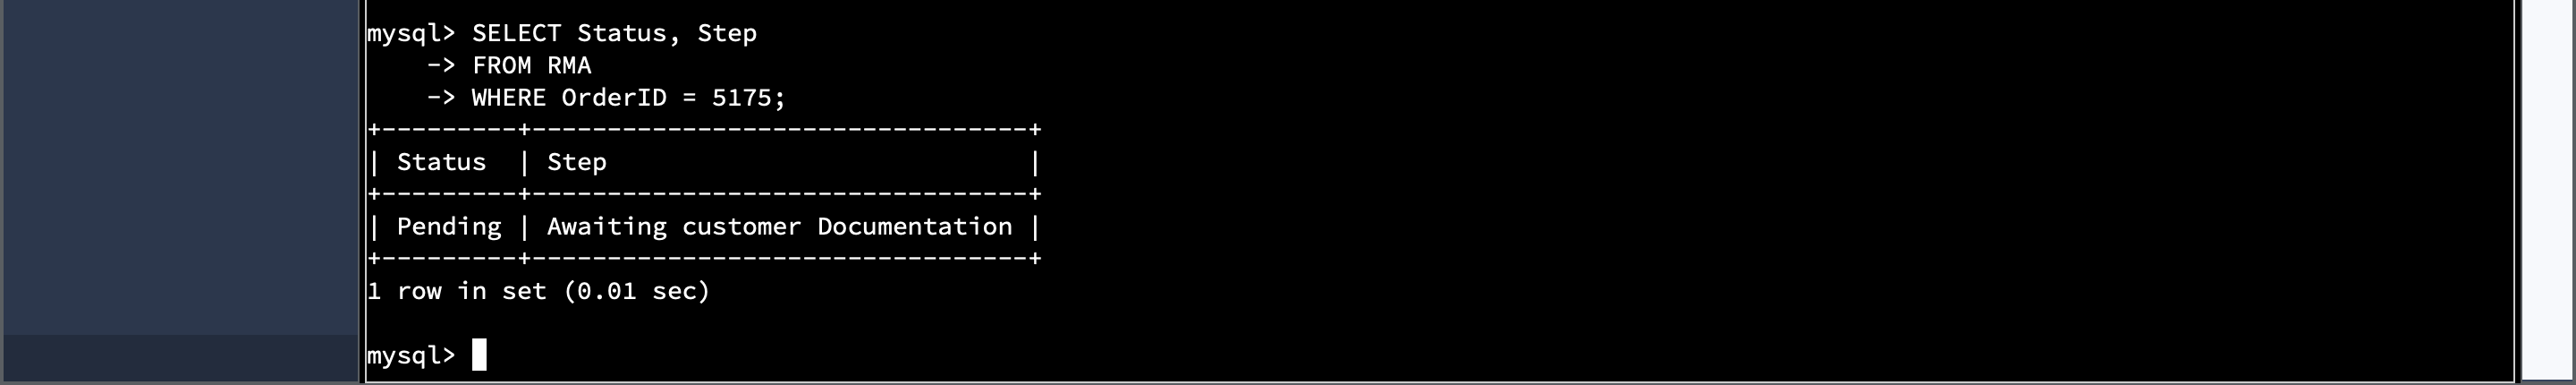 mysql> SELECT Status, Step
    -> FROM RMA
    -> WHERE OrderID = 5175;
+---------+---------------------------------+
| Status  | Step                            |
+---------+---------------------------------+
| Pending | Awaiting customer Documentation |
+---------+---------------------------------+
1 row in set (0.01 sec)
mysql>